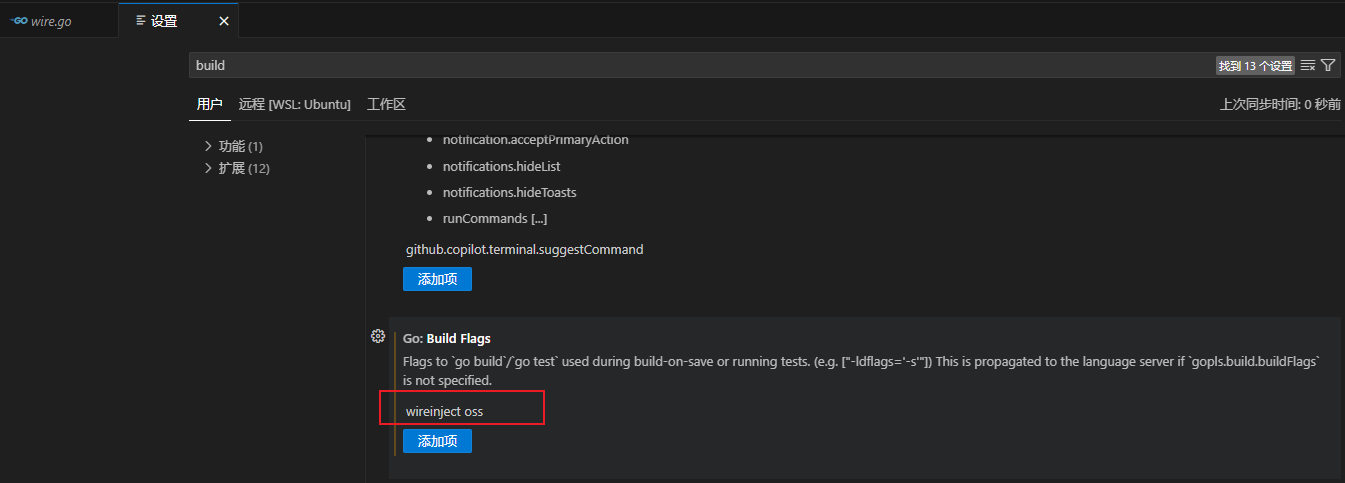 GO wire.go
设置
build
找到 13 个设置
用户
远程 [WSL: Ubuntu]
工作区
上次同步时间: 0 秒前
功能 (1)
扩展 (12)
notification.acceptPrimaryAction
notifications.hideList
notifications.hideToasts
runCommands [...]
github.copilot.terminal.suggestCommand
添加项
Go: Build Flags
Flags to `go build`/`go test` used during build-on-save or running tests. (e.g. ["-ldflags='-s'"]) This is propagated to the language server if `gopls.build.buildFlags`
is not specified.
wireinject oss
添加项